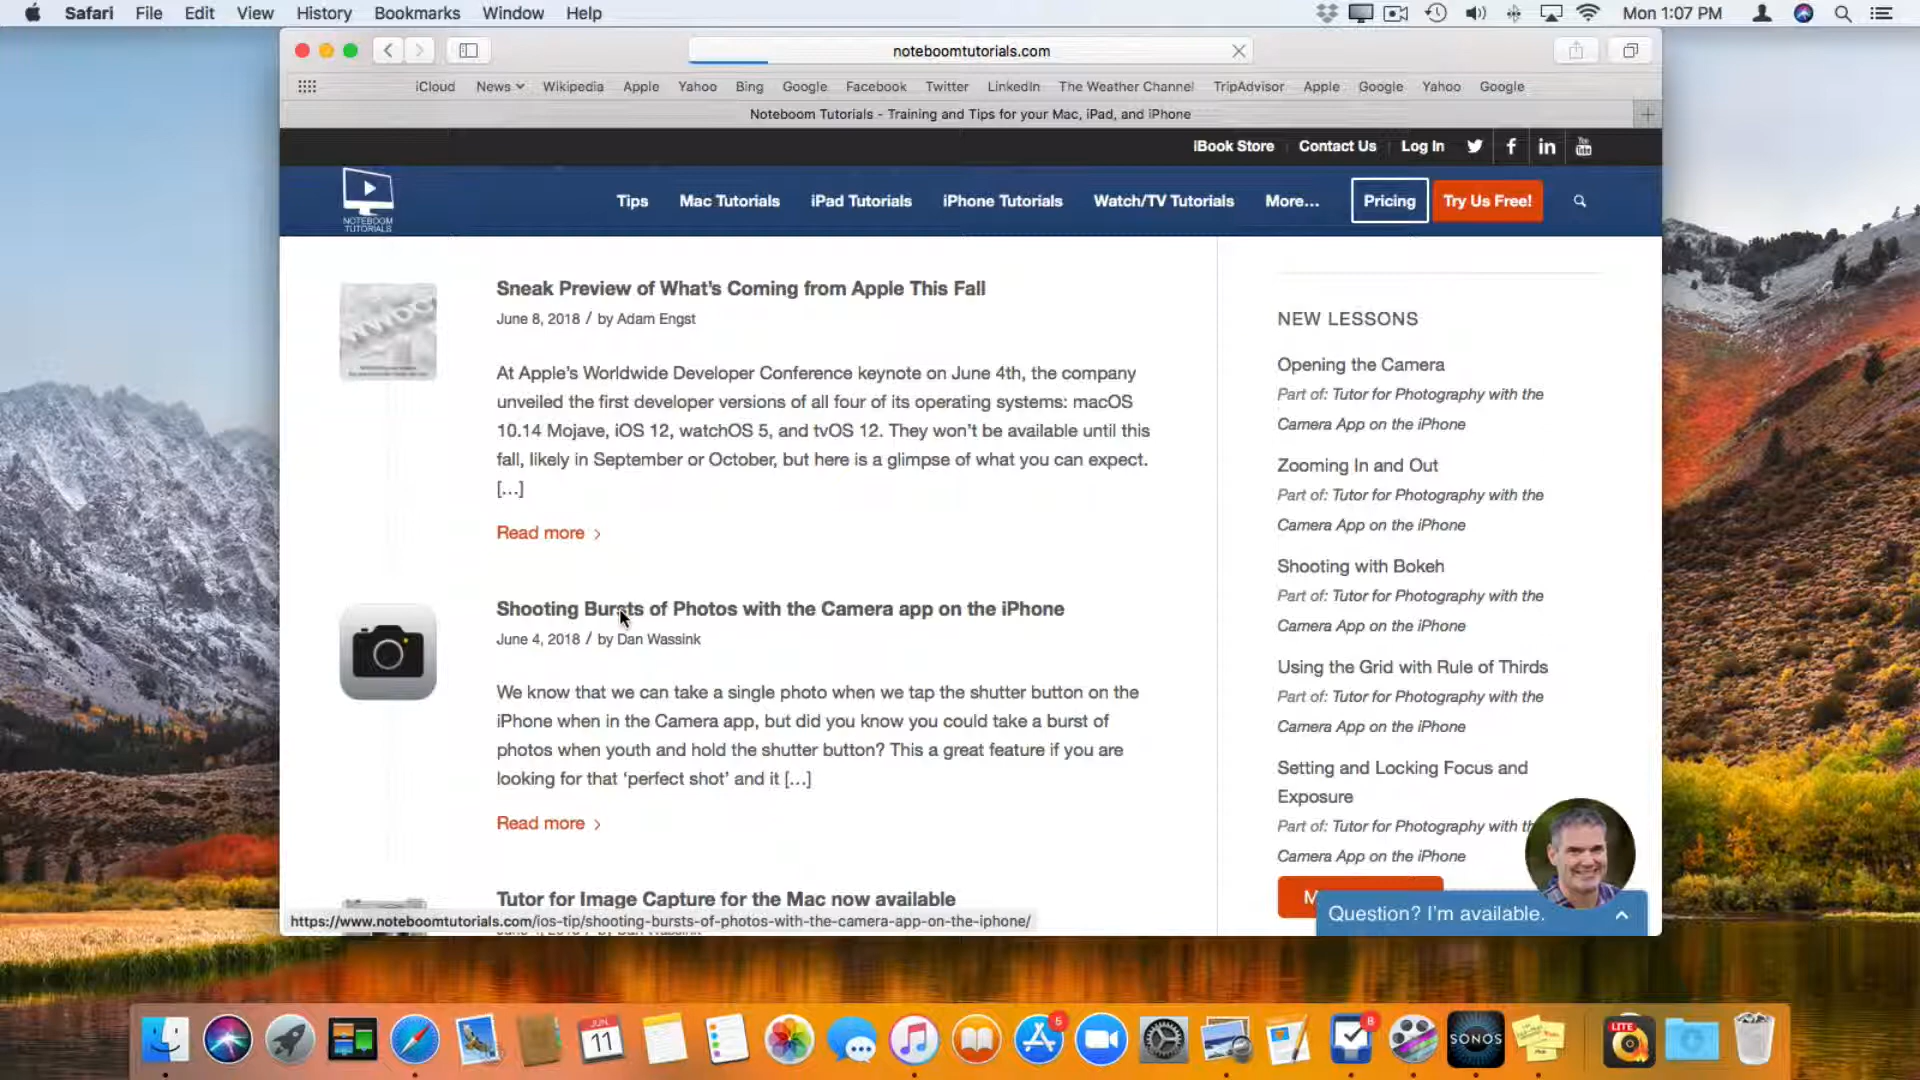 Safari File Edit View History Bookmarks Window Help Mon 1:07 PM
noteboomtutorials.com
iCloud News Wikipedia Apple Yahoo Bing Google Facebook Twitter LinkedIn The Weather Channel TripAdvisor Apple Google Yahoo Google
Noteboom Tutorials - Training and Tips for your Mac, iPad, and iPhone
iBook Store Contact Us Log In
NOTEBOOM
TUTORIALS
Tips Mac Tutorials iPad Tutorials iPhone Tutorials Watch/TV Tutorials More... Pricing Try Us Free!
Sneak Preview of What's Coming from Apple This Fall
June 8, 2018 / by Adam Engst
At Apple's Worldwide Developer Conference keynote on June 4th, the company
unveiled the first developer versions of all four of its operating systems: macOS
10.14 Mojave, iOS 12, watchOS 5, and tvOS 12. They won't be available until this
fall, likely in September or October, but here is a glimpse of what you can expect.
[...]
Read more
Shooting Bursts of Photos with the Camera app on the iPhone
June 4, 2018 / by Dan Wassink
We know that we can take a single photo when we tap the shutter button on the
iPhone when in the Camera app, but did you know you could take a burst of
photos when youth and hold the shutter button? This a great feature if you are
looking for that 'perfect shot' and it [...]
Read more
Tutor for Image Capture for the Mac now available
https://www.noteboomtutorials.com/ios-tip/shooting-bursts-of-photos-with-the-camera-app-on-the-iphone/
NEW LESSONS
Opening the Camera
Part of: Tutor for Photography with the
Camera App on the iPhone
Zooming In and Out
Part of: Tutor for Photography with the
Camera App on the iPhone
Shooting with Bokeh
Part of: Tutor for Photography with the
Camera App on the iPhone
Using the Grid with Rule of Thirds
Part of: Tutor for Photography with the
Camera App on the iPhone
Setting and Locking Focus and
Exposure
Part of: Tutor for Photography with
Camera App on the iPhone
Question? I'm available.
JUN
11
5
8
SONOS
LITE